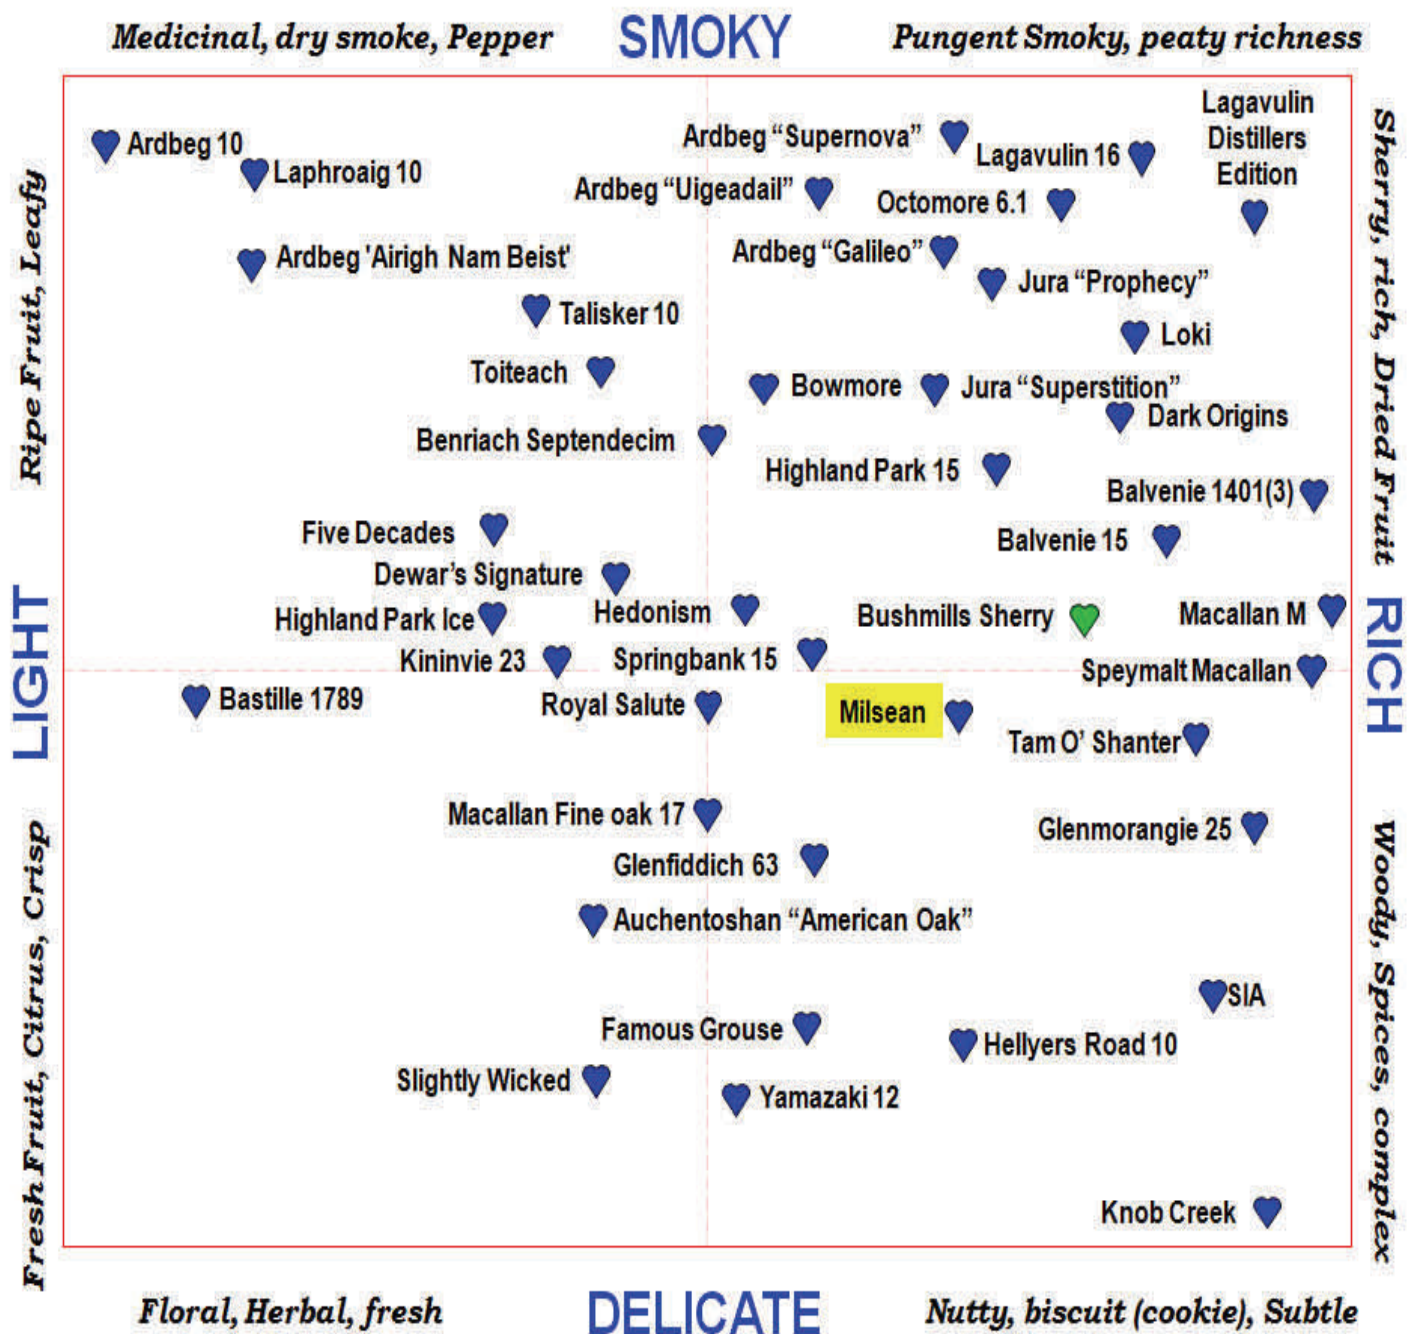 Medicinal, dry smoke, Pepper
SMOKY
Pungent Smoky, peaty richness
Ripe Fruit, Leafy
LIGHT
Fresh Fruit, Citrus, Crisp
Sherry, rich, Dried Fruit
RICH
Woody, Spices, complex
Lagavulin
Distillers
Edition
Ardbeg 10
Ardbeg “Supernova”
Lagavulin 16
Laphroaig 10
Ardbeg “Uigeadail”
Octomore 6.1
Ardbeg 'Airigh Nam Beist'
Ardbeg “Galileo”
Jura “Prophecy”
Talisker 10
Loki
Toiteach
Bowmore
Jura “Superstition”
Dark Origins
Benriach Septendecim
Highland Park 15
Balvenie 1401(3)
Five Decades
Balvenie 15
Dewar’s Signature
Highland Park Ice
Hedonism
Bushmills Sherry
Macallan M
Kininvie 23
Springbank 15
Speymalt Macallan
Bastille 1789
Royal Salute
Milsean
Tam O’ Shanter
Macallan Fine oak 17
Glenmorangie 25
Glenfiddich 63
Auchentoshan “American Oak”
SIA
Famous Grouse
Hellyers Road 10
Slightly Wicked
Yamazaki 12
Knob Creek
Floral, Herbal, fresh
DELICATE
Nutty, biscuit (cookie), Subtle